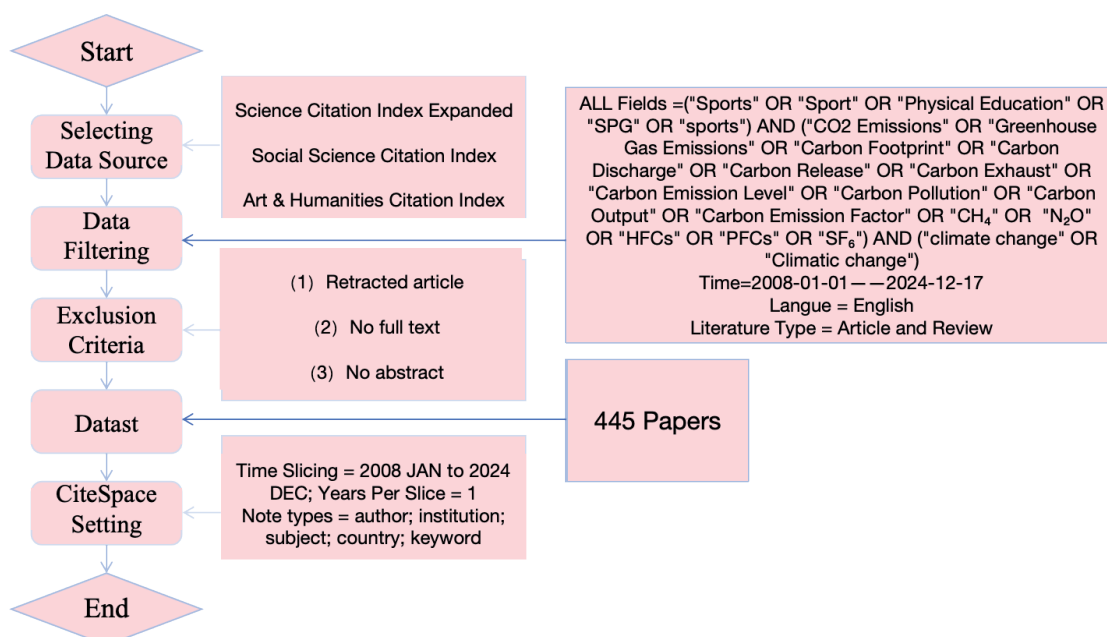 Start
Selecting
Data Source
Science Citation Index Expanded
Social Science Citation Index
Art & Humanities Citation Index
Data
Filtering
ALL Fields =("Sports" OR "Sport" OR "Physical Education" OR
"SPG" OR "sports") AND ("CO2 Emissions" OR "Greenhouse
Gas Emissions" OR "Carbon Footprint" OR "Carbon
Discharge" OR "Carbon Release" OR "Carbon Exhaust" OR
"Carbon Emission Level" OR "Carbon Pollution" OR "Carbon
Output" OR "Carbon Emission Factor" OR "CH₄" OR "N₂O"
OR "HFCs" OR "PFCs" OR "SF₆") AND ("climate change" OR
"Climatic change")
Time=2008-01-01——2024-12-17
Langue = English
Literature Type = Article and Review
Exclusion
Criteria
(1) Retracted article
(2) No full text
(3) No abstract
Datast
445 Papers
CiteSpace
Setting
Time Slicing = 2008 JAN to 2024
DEC; Years Per Slice = 1
Note types = author; institution;
subject; country; keyword
End